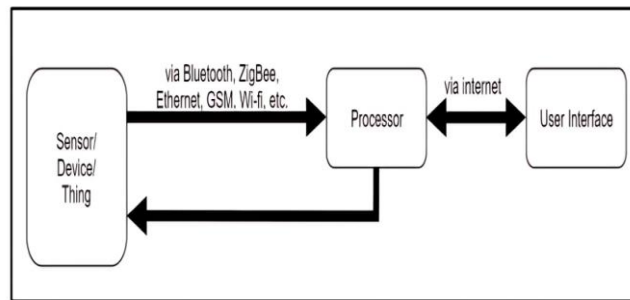 via Bluetooth, ZigBee,
Ethernet, GSM. Wi-fi, etc.
Sensor/
Device/
Thing
Processor
via internet
User Interface